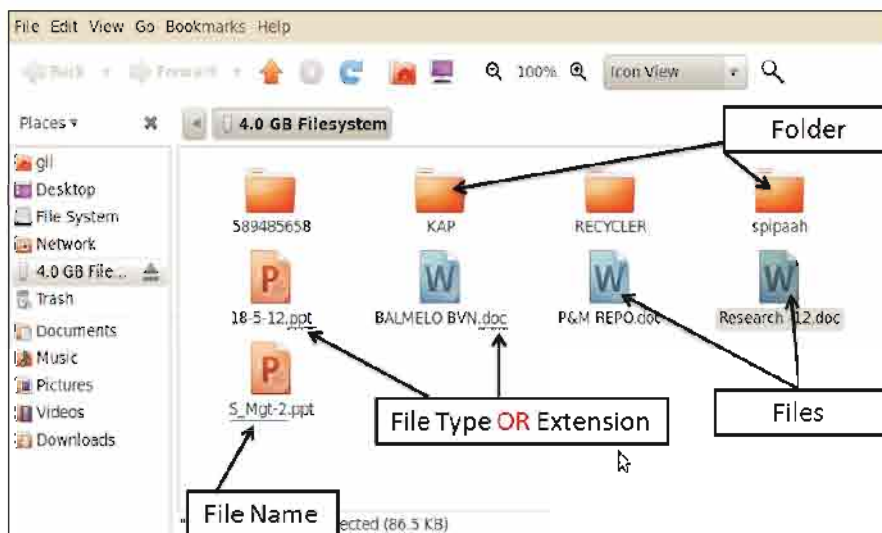 File Edit View Go Bookmarks Help
Back Forward 100% Icon View
Places 4.0 GB Filesystem
Folder
gil
Desktop
File System
Network
4.0 GB File...
Trash
Documents
Music
Pictures
Videos
Downloads
589485658 KAP RECYCLER spipaah
18-5-12.ppt BALMELO BVN.doc P&M REPO.doc Research -12.doc
S_Mgt-2.ppt
File Type OR Extension
Files
File Name
ected (86.5 KB)